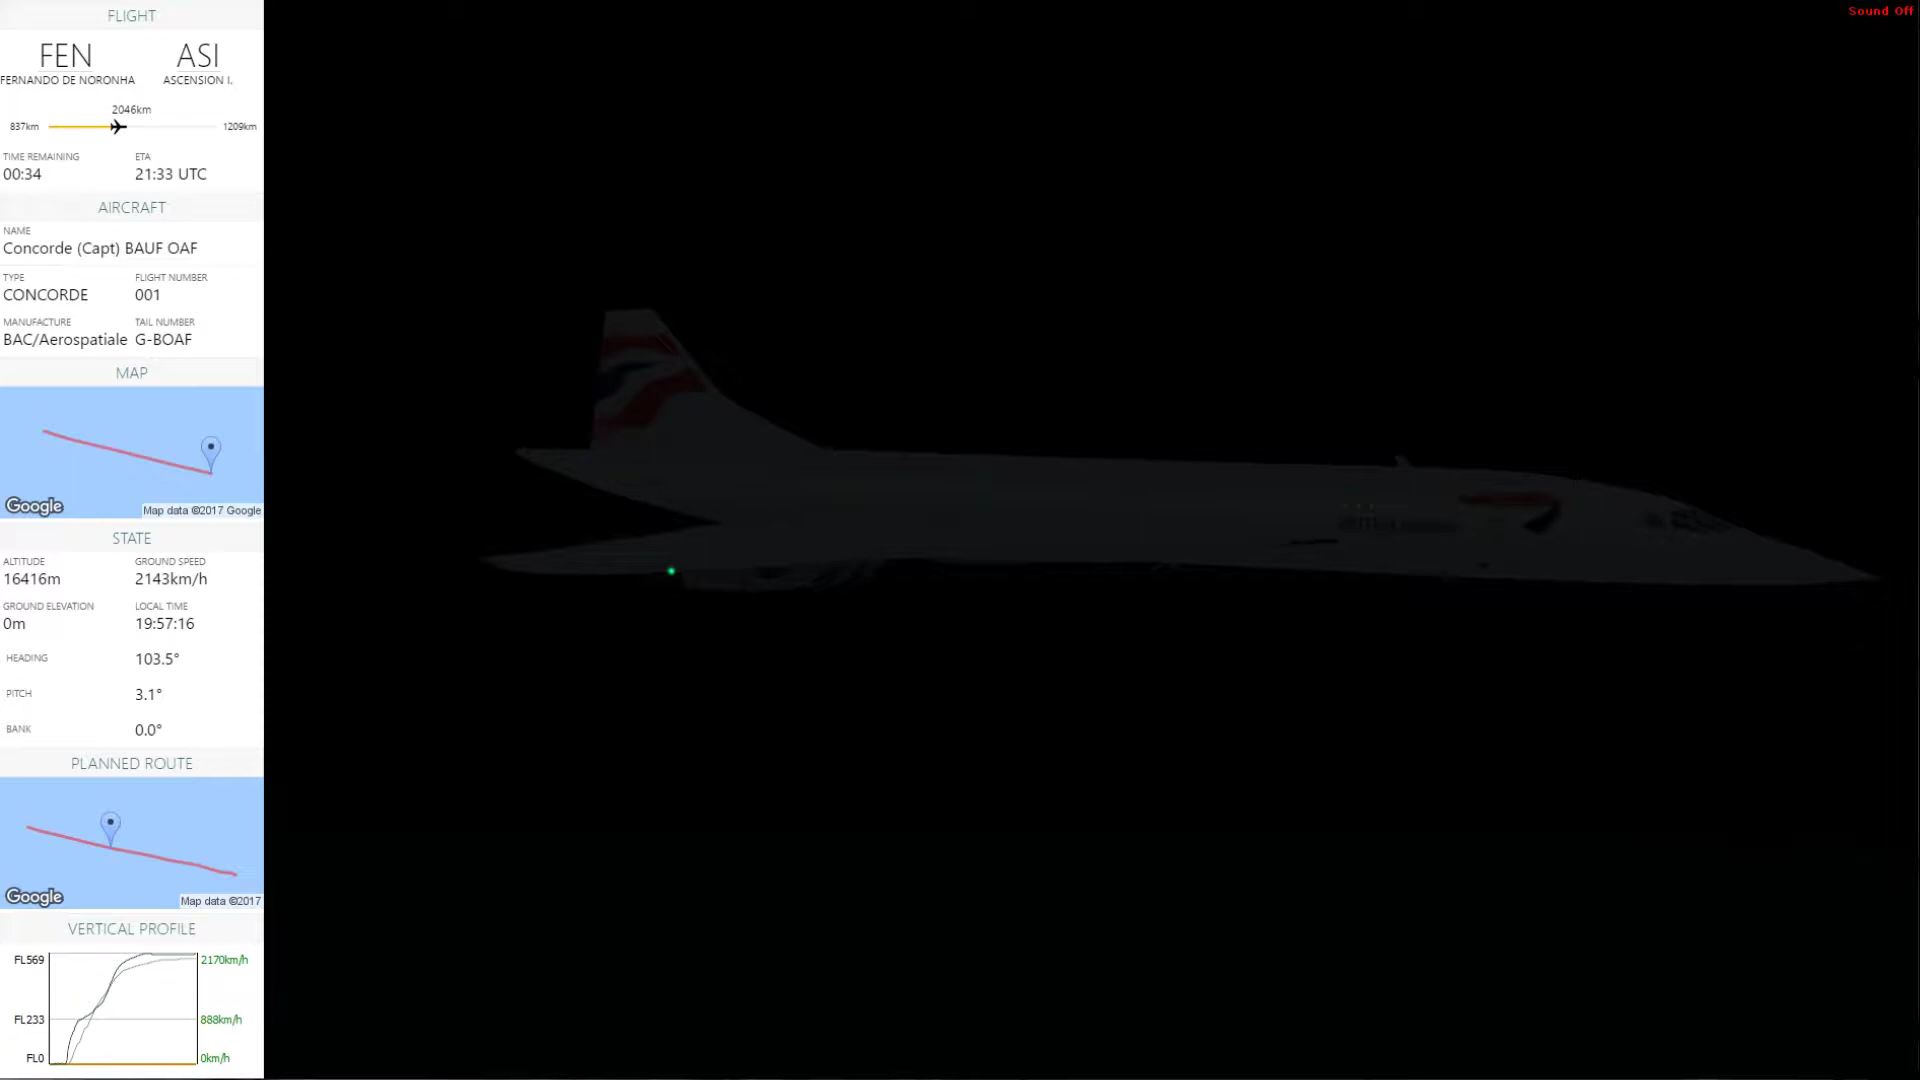 Sound Off
FLIGHT
FEN ASI
FERNANDO DE NORONHA ASCENSION I.
2046km
837km 1209km
TIME REMAINING ETA
00:34 21:33 UTC
AIRCRAFT
NAME
Concorde (Capt) BAUF OAF
TYPE FLIGHT NUMBER
CONCORDE 001
MANUFACTURE TAIL NUMBER
BAC/Aerospatiale G-BOAF
MAP
Google Map data ©2017 Google
STATE
ALTITUDE GROUND SPEED
16416m 2143km/h
GROUND ELEVATION LOCAL TIME
0m 19:57:16
HEADING 103.5°
PITCH 3.1°
BANK 0.0°
PLANNED ROUTE
Google Map data ©2017
VERTICAL PROFILE
FL569 2170km/h
FL233 888km/h
FL0 0km/h